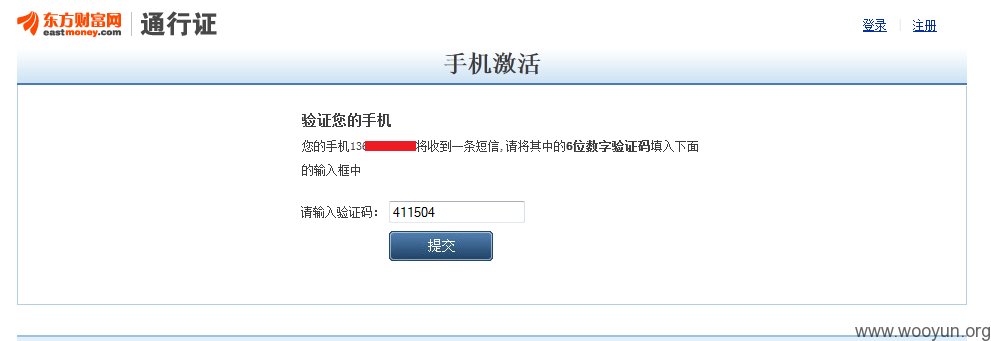 东方财富网 通行证
eastmoney.com
登录 注册
手机激活
验证您的手机
您的手机136将收到一条短信,请将其中的6位数字验证码填入下面
的输入框中
请输入验证码: 411504
提交
www.wooyun.org